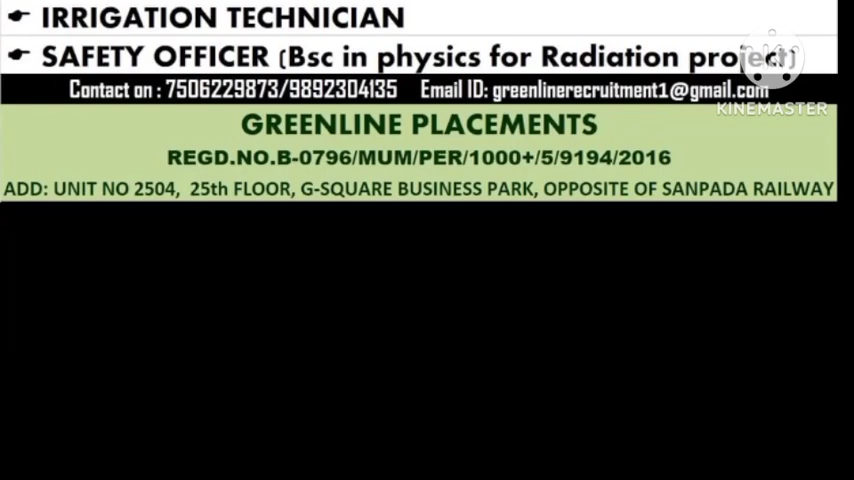 IRRIGATION TECHNICIAN
SAFETY OFFICER (Bsc in physics for Radiation project)
Contact on : 7506229873/9892304135 Email ID: greenlinerecruitment1@gmail.com
KINEMASTER
GREENLINE PLACEMENTS
REGD.NO.B-0796/MUM/PER/1000+/5/9194/2016
ADD: UNIT NO 2504, 25th FLOOR, G-SQUARE BUSINESS PARK, OPPOSITE OF SANPADA RAILWAY